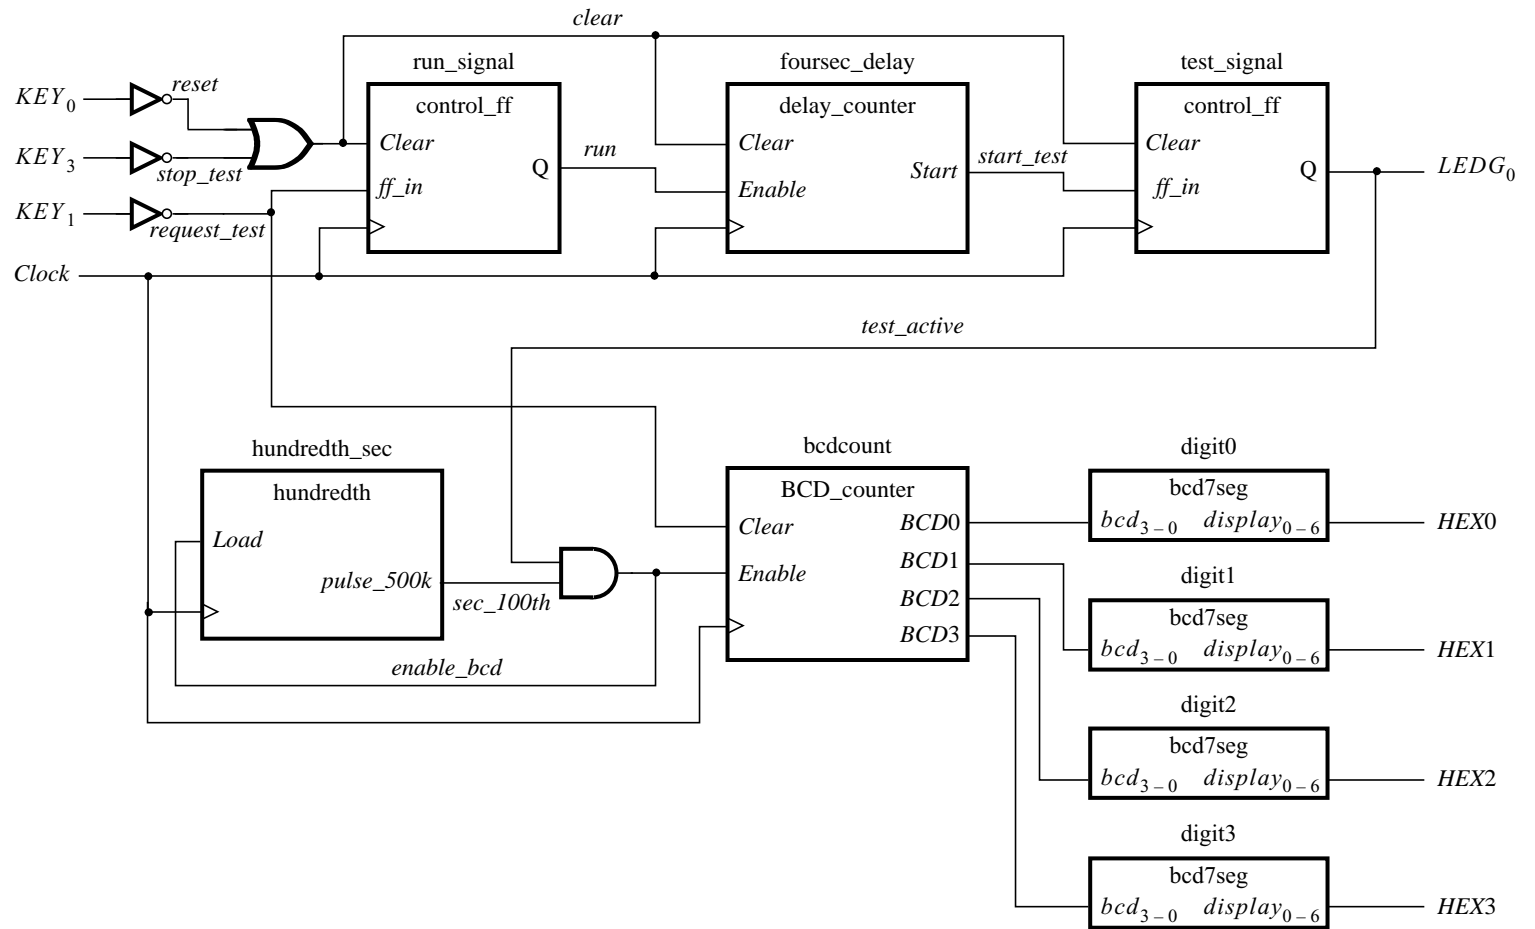 clear
run_signal
foursec_delay
test_signal
KEY0
reset
control_ff
delay_counter
control_ff
Clear
Clear
Clear
KEY3
stop_test
Q
run
Start
start_test
Q
LEDG0
ff_in
Enable
ff_in
KEY1
request_test
Clock
test_active
hundredth_sec
bcdcount
digit0
hundredth
BCD_counter
bcd7seg
Load
Clear
BCD0
bcd3–0 display0–6
HEX0
pulse_500k
sec_100th
Enable
BCD1
digit1
BCD2
bcd7seg
BCD3
bcd3–0 display0–6
HEX1
enable_bcd
digit2
bcd7seg
bcd3–0 display0–6
HEX2
digit3
bcd7seg
bcd3–0 display0–6
HEX3